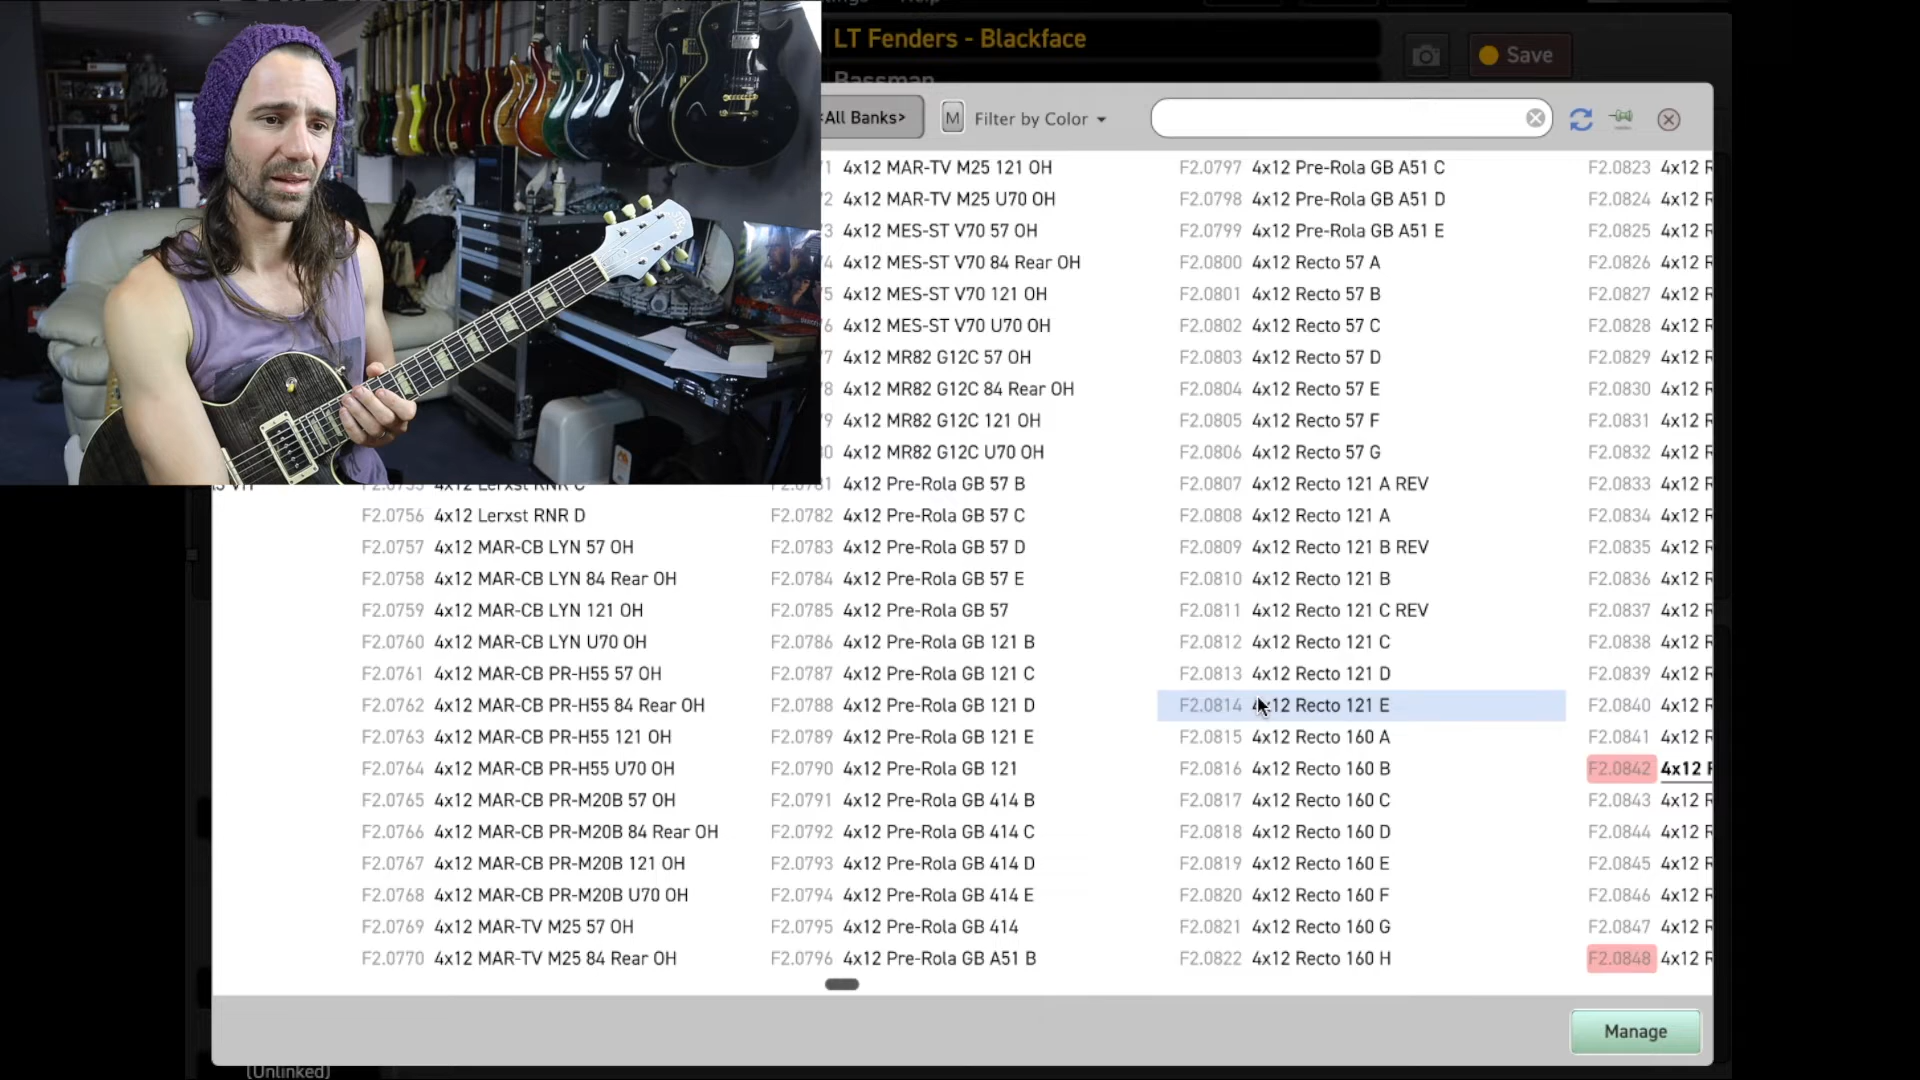 LT Fenders - Blackface
Save
Bassman
All Banks>
M
Filter by Color
4x12 MAR-TV M25 121 OH
4x12 MAR-TV M25 U70 OH
4x12 MES-ST V70 57 OH
4x12 MES-ST V70 84 Rear OH
4x12 MES-ST V70 121 OH
4x12 MES-ST V70 U70 OH
4x12 MR82 G12C 57 OH
4x12 MR82 G12C 84 Rear OH
4x12 MR82 G12C 121 OH
4x12 MR82 G12C U70 OH
4x12 Pre-Rola GB 57 B
F2.0782 4x12 Pre-Rola GB 57 C
F2.0783 4x12 Pre-Rola GB 57 D
F2.0784 4x12 Pre-Rola GB 57 E
F2.0785 4x12 Pre-Rola GB 57
F2.0786 4x12 Pre-Rola GB 121 B
F2.0787 4x12 Pre-Rola GB 121 C
F2.0788 4x12 Pre-Rola GB 121 D
F2.0789 4x12 Pre-Rola GB 121 E
F2.0790 4x12 Pre-Rola GB 121
F2.0791 4x12 Pre-Rola GB 414 B
F2.0792 4x12 Pre-Rola GB 414 C
F2.0793 4x12 Pre-Rola GB 414 D
F2.0794 4x12 Pre-Rola GB 414 E
F2.0795 4x12 Pre-Rola GB 414
F2.0796 4x12 Pre-Rola GB A51 B
F2.0756 4x12 Lerxst RNR D
F2.0757 4x12 MAR-CB LYN 57 OH
F2.0758 4x12 MAR-CB LYN 84 Rear OH
F2.0759 4x12 MAR-CB LYN 121 OH
F2.0760 4x12 MAR-CB LYN U70 OH
F2.0761 4x12 MAR-CB PR-H55 57 OH
F2.0762 4x12 MAR-CB PR-H55 84 Rear OH
F2.0763 4x12 MAR-CB PR-H55 121 OH
F2.0764 4x12 MAR-CB PR-H55 U70 OH
F2.0765 4x12 MAR-CB PR-M20B 57 OH
F2.0766 4x12 MAR-CB PR-M20B 84 Rear OH
F2.0767 4x12 MAR-CB PR-M20B 121 OH
F2.0768 4x12 MAR-CB PR-M20B U70 OH
F2.0769 4x12 MAR-TV M25 57 OH
F2.0770 4x12 MAR-TV M25 84 Rear OH
F2.0797 4x12 Pre-Rola GB A51 C
F2.0798 4x12 Pre-Rola GB A51 D
F2.0799 4x12 Pre-Rola GB A51 E
F2.0800 4x12 Recto 57 A
F2.0801 4x12 Recto 57 B
F2.0802 4x12 Recto 57 C
F2.0803 4x12 Recto 57 D
F2.0804 4x12 Recto 57 E
F2.0805 4x12 Recto 57 F
F2.0806 4x12 Recto 57 G
F2.0807 4x12 Recto 121 A REV
F2.0808 4x12 Recto 121 A
F2.0809 4x12 Recto 121 B REV
F2.0810 4x12 Recto 121 B
F2.0811 4x12 Recto 121 C REV
F2.0812 4x12 Recto 121 C
F2.0813 4x12 Recto 121 D
F2.0814 4x12 Recto 121 E
F2.0815 4x12 Recto 160 A
F2.0816 4x12 Recto 160 B
F2.0817 4x12 Recto 160 C
F2.0818 4x12 Recto 160 D
F2.0819 4x12 Recto 160 E
F2.0820 4x12 Recto 160 F
F2.0821 4x12 Recto 160 G
F2.0822 4x12 Recto 160 H
F2.0823 4x12
F2.0824 4x12
F2.0825 4x12
F2.0826 4x12
F2.0827 4x12
F2.0828 4x12
F2.0829 4x12
F2.0830 4x12
F2.0831 4x12
F2.0832 4x12
F2.0833 4x12
F2.0834 4x12
F2.0835 4x12
F2.0836 4x12
F2.0837 4x12
F2.0838 4x12
F2.0839 4x12
F2.0840 4x12
F2.0841 4x12
F2.0842 4x12
F2.0843 4x12
F2.0844 4x12
F2.0845 4x12
F2.0846 4x12
F2.0847 4x12
F2.0848 4x12
Manage
(Unlinked)